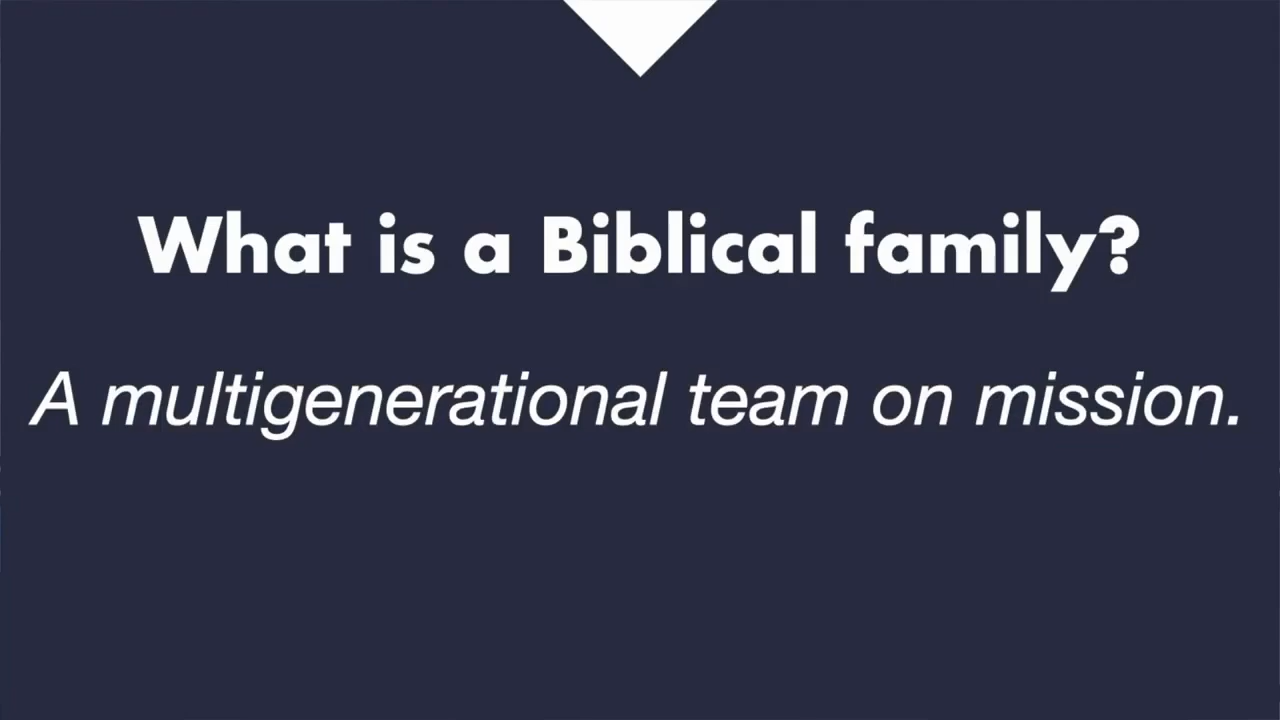 What is a Biblical family?
A multigenerational team on mission.